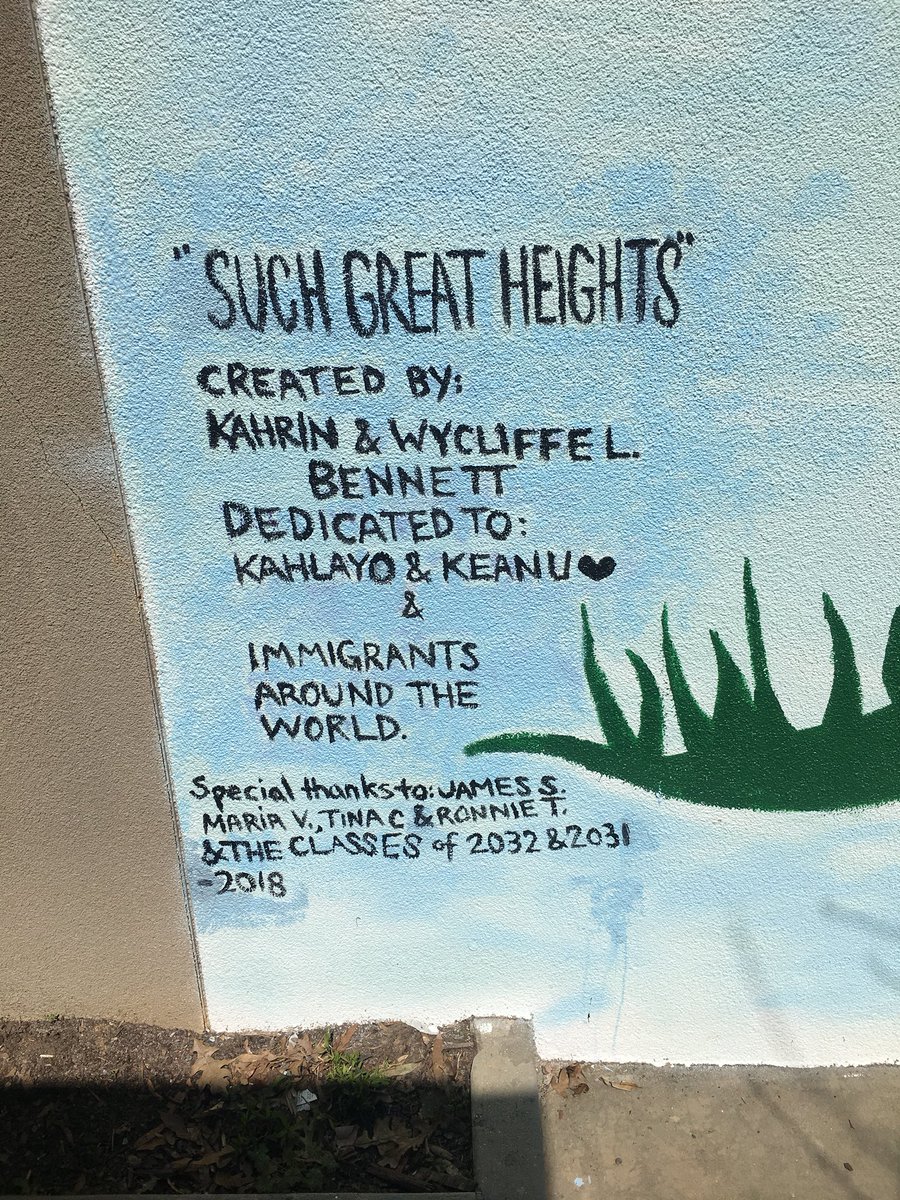 "SUCH GREAT HEIGHTS"
CREATED BY:
KAHRIN & WYCLIFFE L.
BENNETT
DEDICATED TO:
KAHLAYO & KEANU♥
&
IMMIGRANTS
AROUND THE
WORLD.
Special thanks to: JAMES S.
MARIA V., TINA C & RONNIE T.
& THE CLASSES of 2032 & 2031
-2018